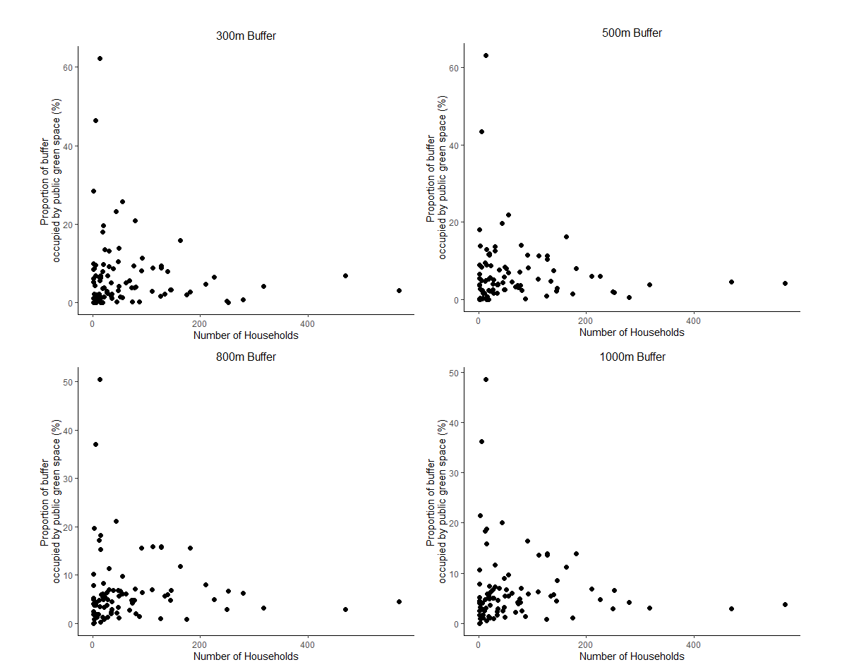 300m Buffer
Proportion of buffer
occupied by public green space (%)
60
40
20
0
0 200 400
Number of Households
500m Buffer
Proportion of buffer
occupied by public green space (%)
60
40
20
0
0 200 400
Number of Households
800m Buffer
Proportion of buffer
occupied by public green space (%)
50
40
30
20
10
0
0 200 400
Number of Households
1000m Buffer
Proportion of buffer
occupied by public green space (%)
50
40
30
20
10
0
0 200 400
Number of Households